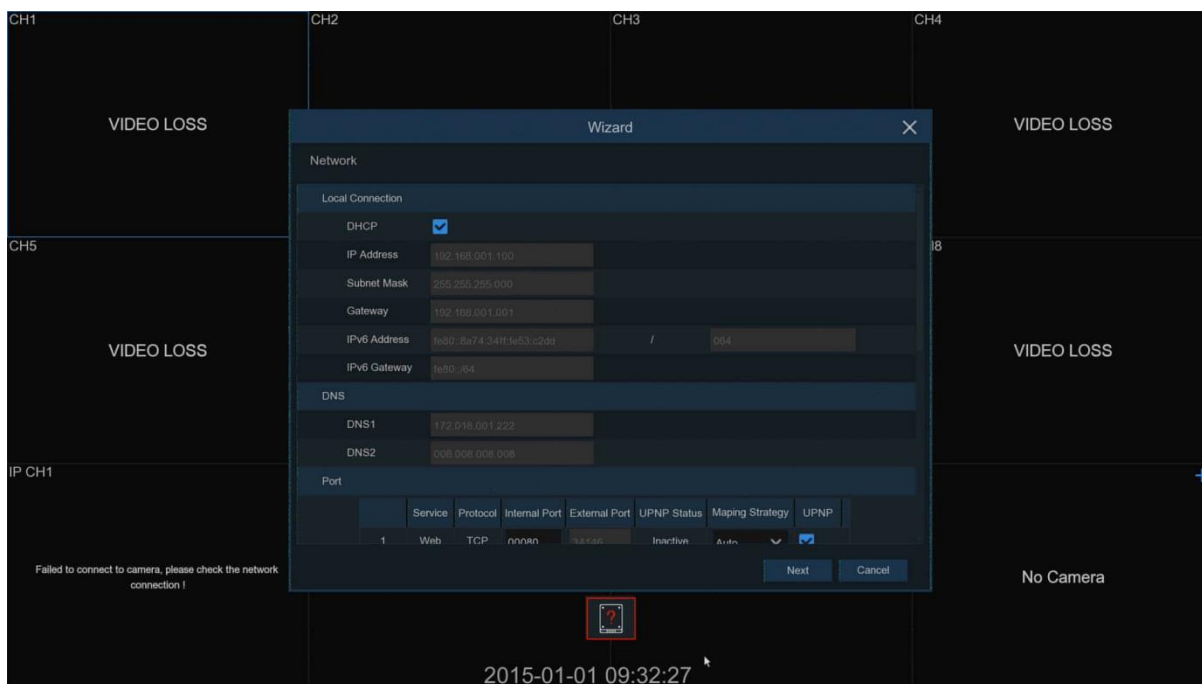 CH1
CH2
CH3
CH4
VIDEO LOSS
VIDEO LOSS
Wizard
Network
Local Connection
DHCP
IP Address 192.168.001.100
Subnet Mask 255.255.255.000
Gateway 192.168.001.001
IPv6 Address fe80::8a74:34ff:fe53:c2dd / 064
IPv6 Gateway fe80::/64
DNS
DNS1 172.018.001.222
DNS2 008.008.008.008
Port
Service Protocol Internal Port External Port UPNP Status Maping Strategy UPNP
1 Web TCP 00080 34146 Inactive Auto
Next Cancel
CH5
H8
VIDEO LOSS
VIDEO LOSS
IP CH1
Failed to connect to camera, please check the network
connection !
No Camera
2015-01-01 09:32:27